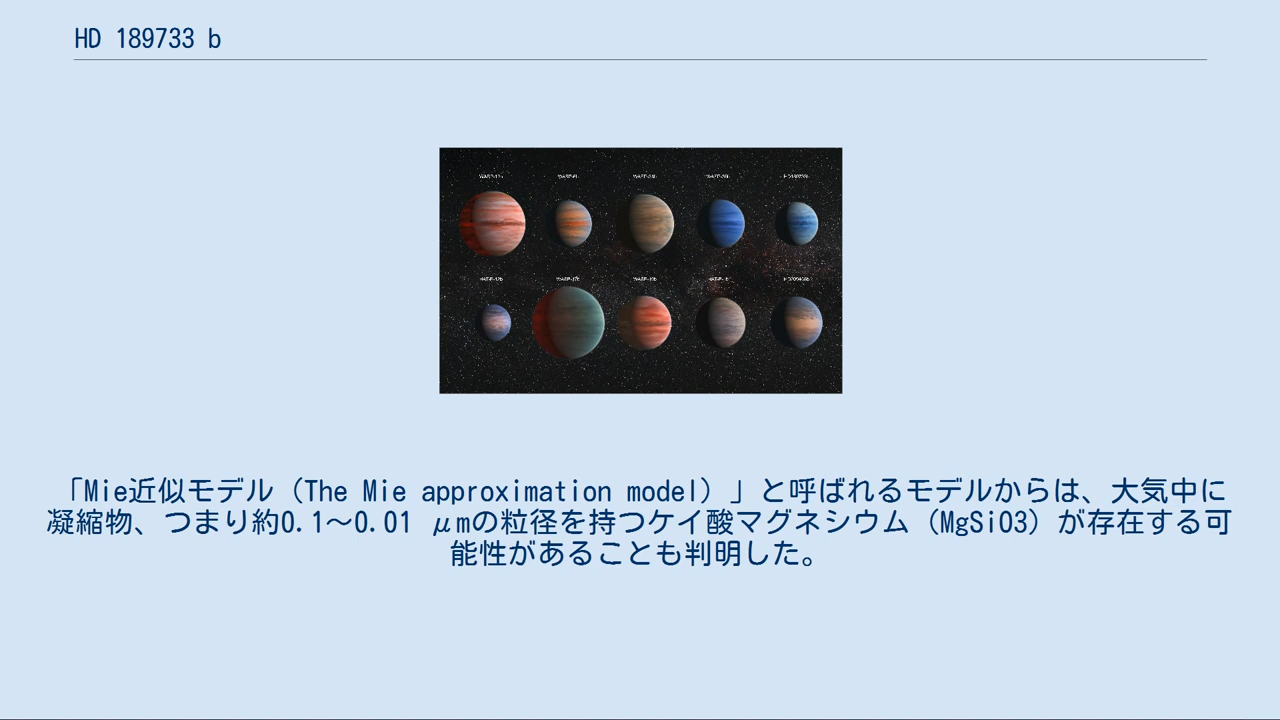 HD 189733 b
「Mie近似モデル（The Mie approximation model）」と呼ばれるモデルからは、大気中に
凝縮物、つまり約0.1～0.01 μmの粒径を持つケイ酸マグネシウム（MgSiO3）が存在する可
能性があることも判明した。